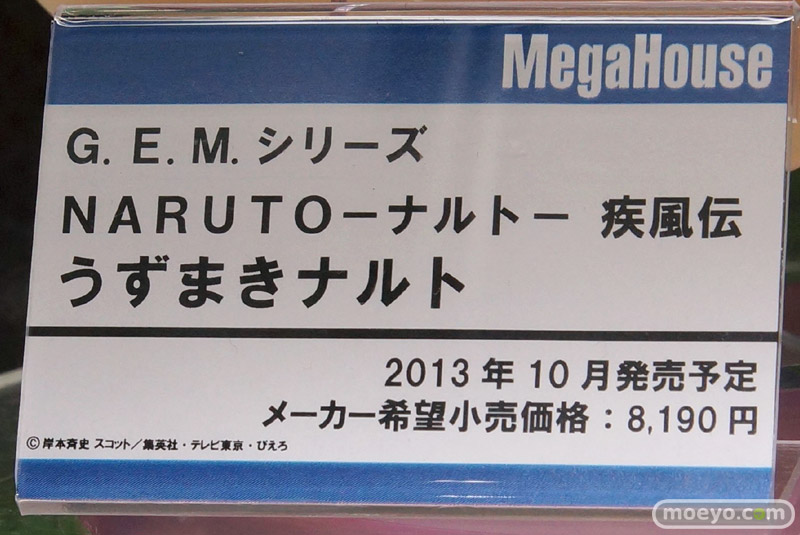 MegaHouse
G.E.M.シリーズ
NARUTO－ナルト－ 疾風伝
うずまきナルト
2013年10月発売予定
メーカー希望小売価格：8,190円
©岸本斉史 スコット／集英社・テレビ東京・ぴえろ
moeyo.com